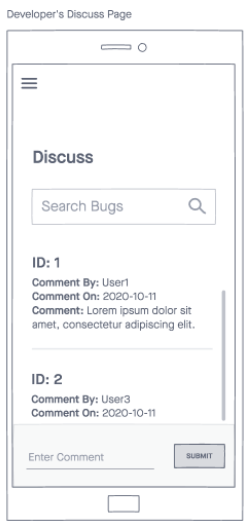 Developer's Discuss Page
Discuss
Search Bugs
ID: 1
Comment By: User1
Comment On: 2020-10-11
Comment: Lorem ipsum dolor sit
amet, consectetur adipiscing elit.
ID: 2
Comment By: User3
Comment On: 2020-10-11
Enter Comment
SUBMIT